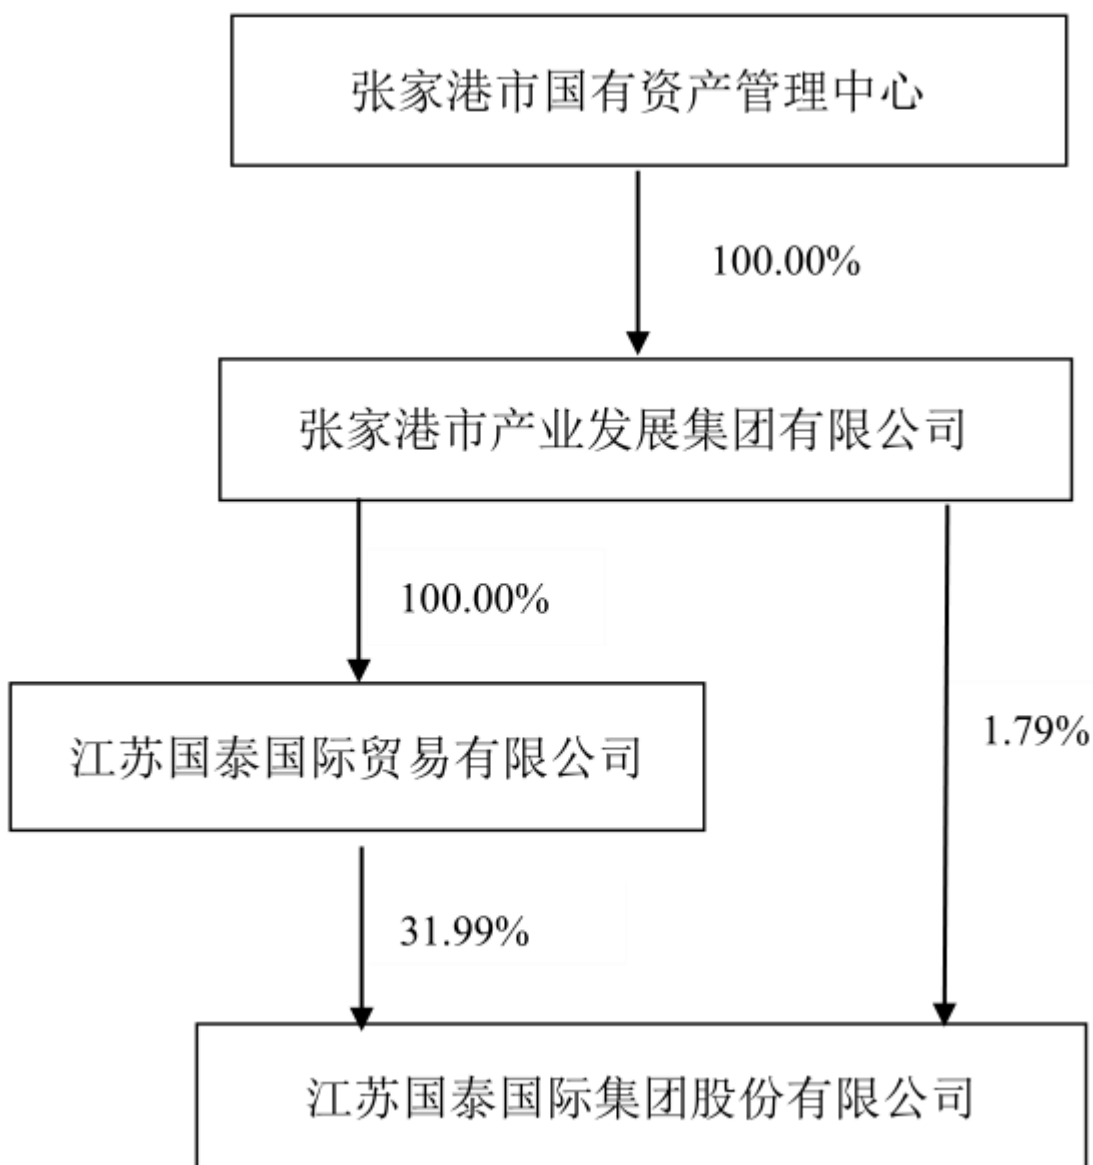 张家港市国有资产管理中心
100.00%
张家港市产业发展集团有限公司
100.00%
江苏国泰国际贸易有限公司
1.79%
31.99%
江苏国泰国际集团股份有限公司